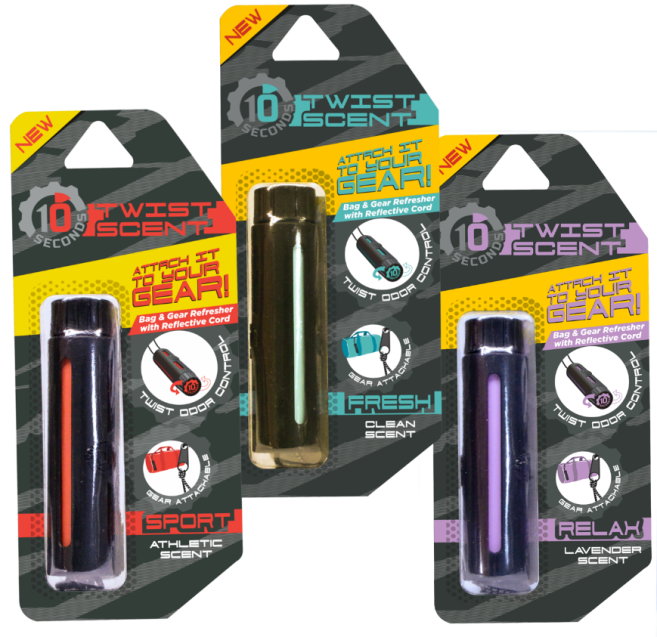 NEW
10
SECONDS
TWIST
SCENT
ATTACH IT
TO YOUR
GEAR!
Bag & Gear Refresher
with Reflective Cord
TWIST ODOR CONTROL
GEAR ATTACHABLE
SPORT
ATHLETIC
SCENT
NEW
10
SECONDS
TWIST
SCENT
ATTACH IT
TO YOUR
GEAR!
Bag & Gear Refresher
with Reflective Cord
TWIST ODOR CONTROL
GEAR ATTACHABLE
FRESH
CLEAN
SCENT
NEW
10
SECONDS
TWIST
SCENT
ATTACH IT
TO YOUR
GEAR!
Bag & Gear Refresher
with Reflective Cord
TWIST ODOR CONTROL
GEAR ATTACHABLE
RELAX
LAVENDER
SCENT